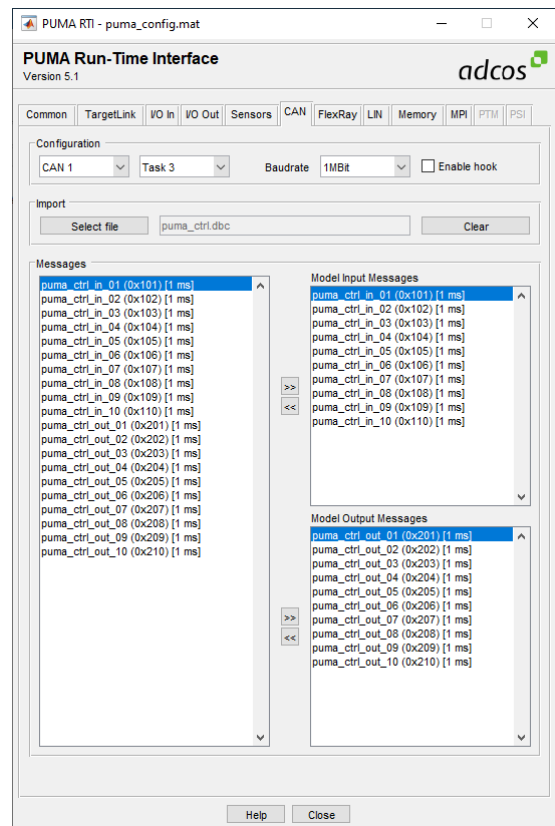 PUMA RTI - puma_config.mat
PUMA Run-Time Interface
Version 5.1
adcos
Common TargetLink I/O In I/O Out Sensors CAN FlexRay LIN Memory MPI PTM PSI
Configuration
CAN 1 Task 3 Baudrate 1MBit Enable hook
Import
Select file puma_ctrl.dbc Clear
Messages
puma_ctrl_in_01 (0x101) [1 ms]
puma_ctrl_in_02 (0x102) [1 ms]
puma_ctrl_in_03 (0x103) [1 ms]
puma_ctrl_in_04 (0x104) [1 ms]
puma_ctrl_in_05 (0x105) [1 ms]
puma_ctrl_in_06 (0x106) [1 ms]
puma_ctrl_in_07 (0x107) [1 ms]
puma_ctrl_in_08 (0x108) [1 ms]
puma_ctrl_in_09 (0x109) [1 ms]
puma_ctrl_in_10 (0x110) [1 ms]
puma_ctrl_out_01 (0x201) [1 ms]
puma_ctrl_out_02 (0x202) [1 ms]
puma_ctrl_out_03 (0x203) [1 ms]
puma_ctrl_out_04 (0x204) [1 ms]
puma_ctrl_out_05 (0x205) [1 ms]
puma_ctrl_out_06 (0x206) [1 ms]
puma_ctrl_out_07 (0x207) [1 ms]
puma_ctrl_out_08 (0x208) [1 ms]
puma_ctrl_out_09 (0x209) [1 ms]
puma_ctrl_out_10 (0x210) [1 ms]
>>
<<
>>
<<
Model Input Messages
puma_ctrl_in_01 (0x101) [1 ms]
puma_ctrl_in_02 (0x102) [1 ms]
puma_ctrl_in_03 (0x103) [1 ms]
puma_ctrl_in_04 (0x104) [1 ms]
puma_ctrl_in_05 (0x105) [1 ms]
puma_ctrl_in_06 (0x106) [1 ms]
puma_ctrl_in_07 (0x107) [1 ms]
puma_ctrl_in_08 (0x108) [1 ms]
puma_ctrl_in_09 (0x109) [1 ms]
puma_ctrl_in_10 (0x110) [1 ms]
Model Output Messages
puma_ctrl_out_01 (0x201) [1 ms]
puma_ctrl_out_02 (0x202) [1 ms]
puma_ctrl_out_03 (0x203) [1 ms]
puma_ctrl_out_04 (0x204) [1 ms]
puma_ctrl_out_05 (0x205) [1 ms]
puma_ctrl_out_06 (0x206) [1 ms]
puma_ctrl_out_07 (0x207) [1 ms]
puma_ctrl_out_08 (0x208) [1 ms]
puma_ctrl_out_09 (0x209) [1 ms]
puma_ctrl_out_10 (0x210) [1 ms]
Help Close